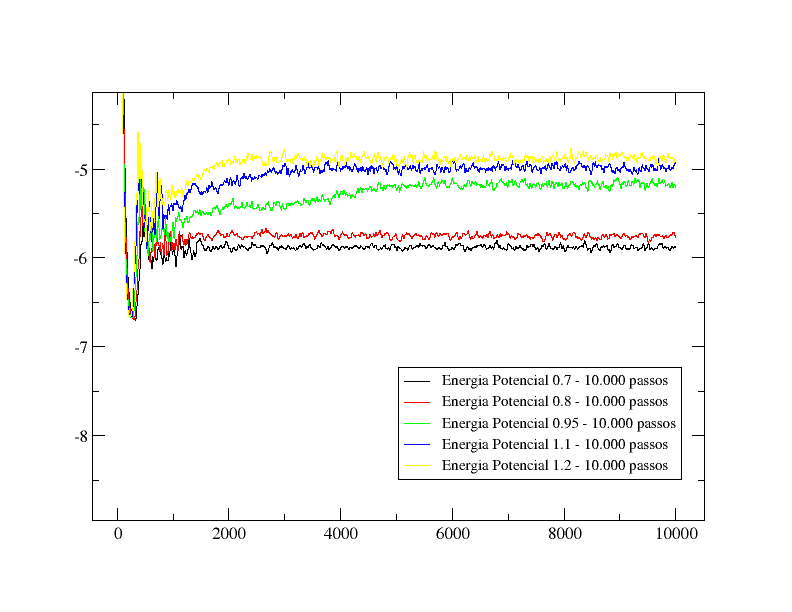 -5
-6
-7
-8
Energia Potencial 0.7 - 10.000 passos
Energia Potencial 0.8 - 10.000 passos
Energia Potencial 0.95 - 10.000 passos
Energia Potencial 1.1 - 10.000 passos
Energia Potencial 1.2 - 10.000 passos
0 2000 4000 6000 8000 10000